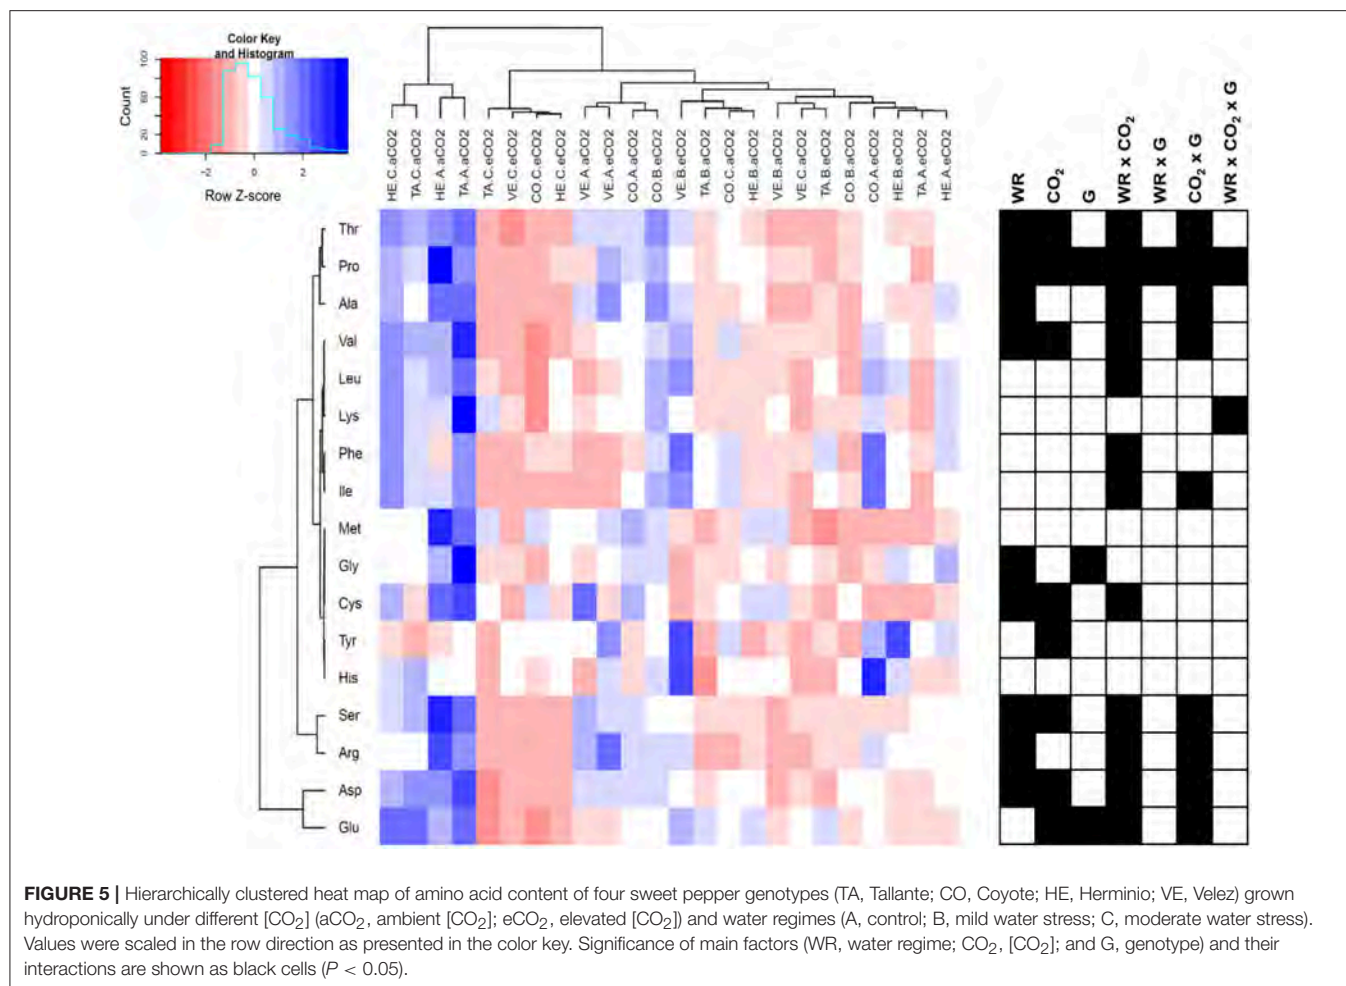 Color Key
and Histogram
Count
0
20
60
100
−2
0
2
Row Z-score
HE.C.aCO2
TA.C.aCO2
HE.A.aCO2
TA.A.aCO2
TA.C.eCO2
VE.C.eCO2
CO.C.eCO2
HE.C.eCO2
VE.A.aCO2
VE.A.eCO2
CO.A.aCO2
CO.B.eCO2
VE.B.eCO2
TA.B.aCO2
CO.C.aCO2
HE.B.aCO2
VE.B.aCO2
VE.C.aCO2
TA.B.eCO2
CO.B.aCO2
CO.A.eCO2
HE.B.eCO2
TA.A.eCO2
HE.A.eCO2
WR
CO₂
G
WR x CO₂
WR x G
CO₂ x G
WR x CO₂ x G
Thr
Pro
Ala
Val
Leu
Lys
Phe
Ile
Met
Gly
Cys
Tyr
His
Ser
Arg
Asp
Glu
FIGURE 5 | Hierarchically clustered heat map of amino acid content of four sweet pepper genotypes (TA, Tallante; CO, Coyote; HE, Herminio; VE, Velez) grown
hydroponically under different [CO₂] (aCO₂, ambient [CO₂]; eCO₂, elevated [CO₂]) and water regimes (A, control; B, mild water stress; C, moderate water stress).
Values were scaled in the row direction as presented in the color key. Significance of main factors (WR, water regime; CO₂, [CO₂]; and G, genotype) and their
interactions are shown as black cells (P < 0.05).